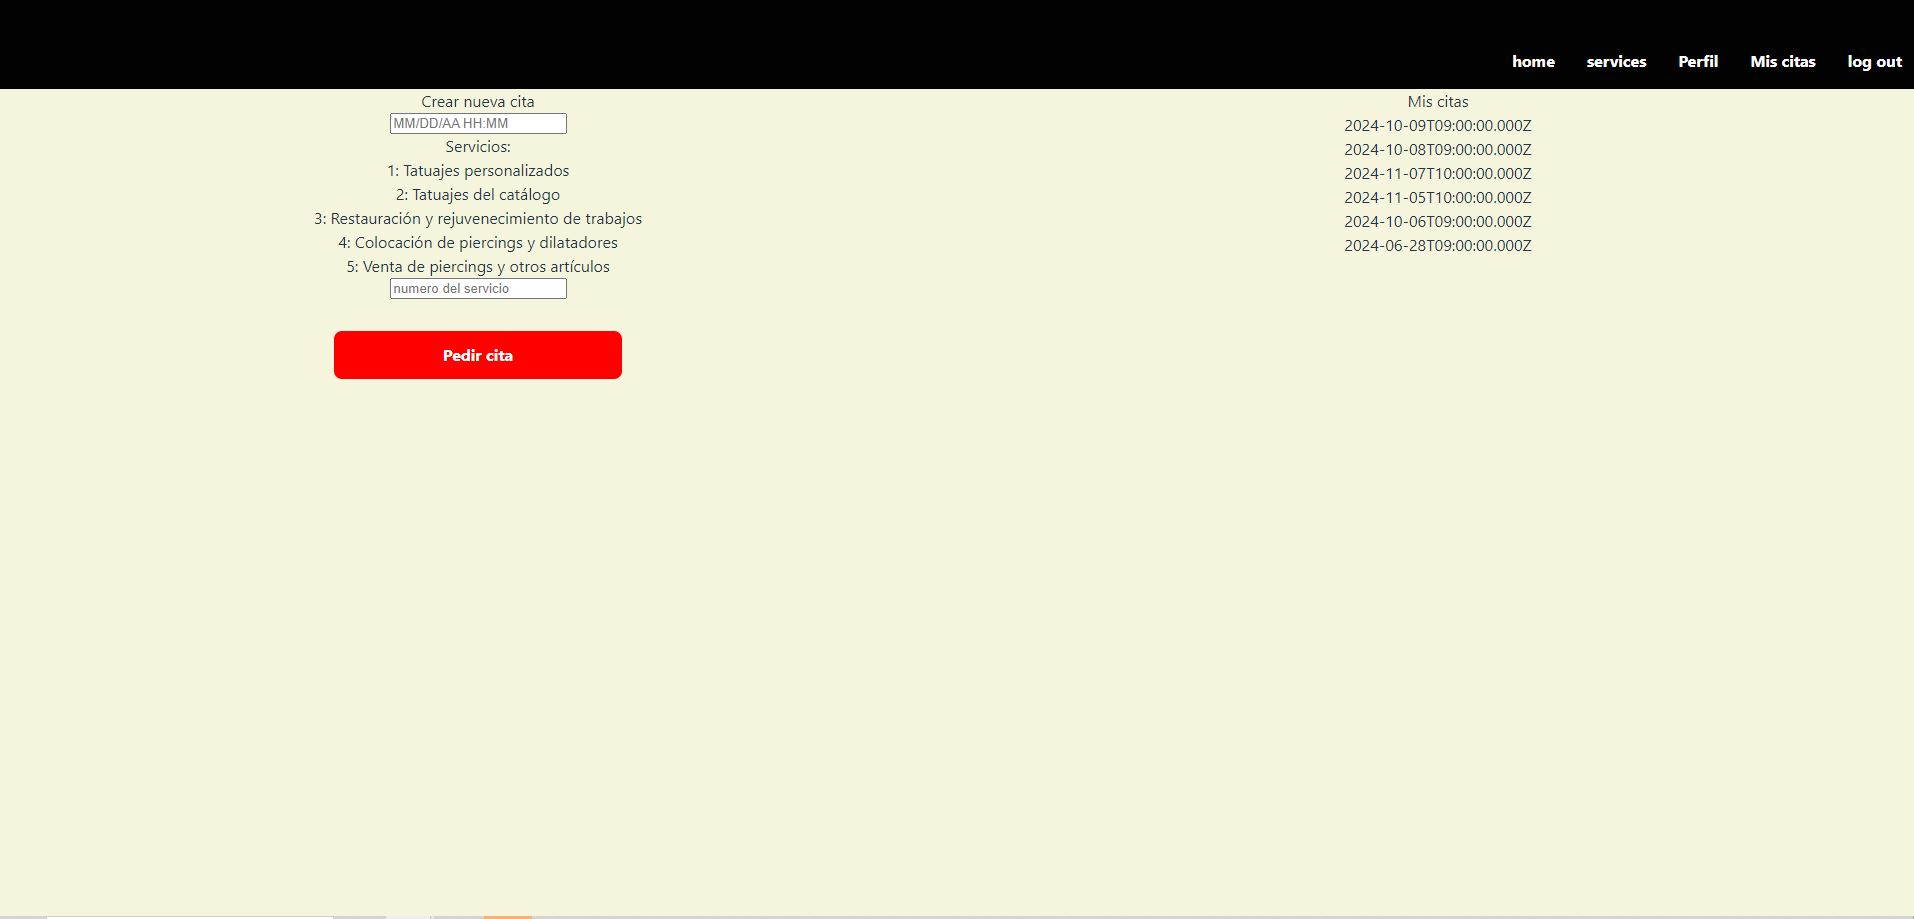 home services Perfil Mis citas log out
Crear nueva cita
MM/DD/AA HH:MM
Servicios:
1: Tatuajes personalizados
2: Tatuajes del catálogo
3: Restauración y rejuvenecimiento de trabajos
4: Colocación de piercings y dilatadores
5: Venta de piercings y otros artículos
numero del servicio
Pedir cita
Mis citas
2024-10-09T09:00:00.000Z
2024-10-08T09:00:00.000Z
2024-11-07T10:00:00.000Z
2024-11-05T10:00:00.000Z
2024-10-06T09:00:00.000Z
2024-06-28T09:00:00.000Z